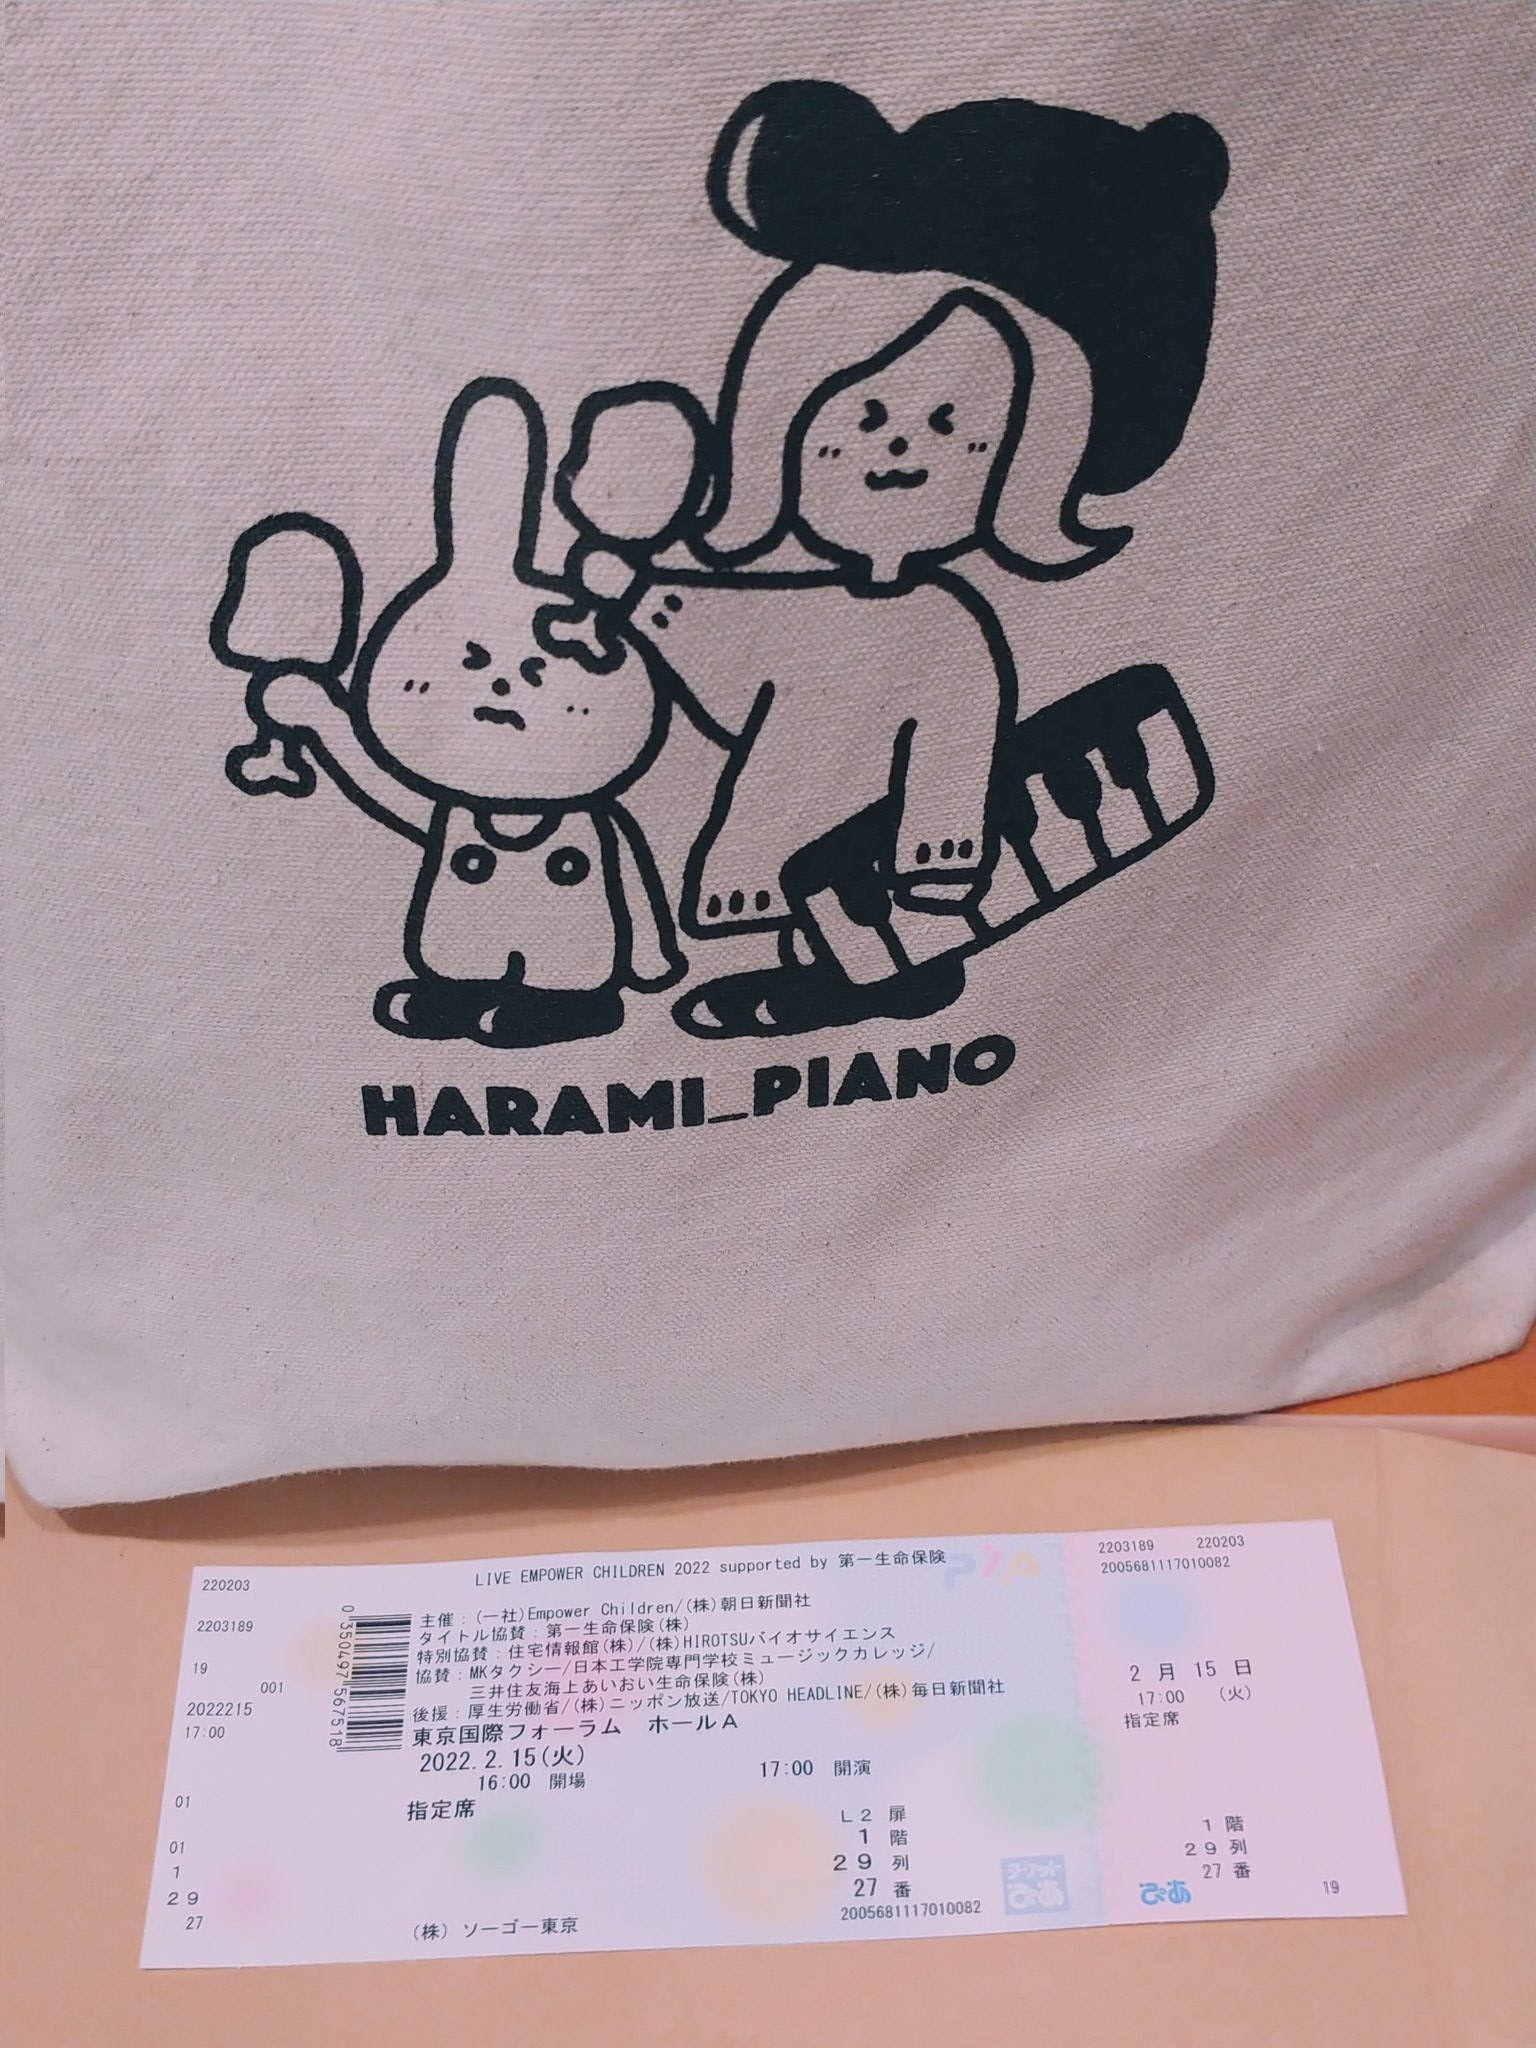 HARAMI_PIANO
LIVE EMPOWER CHILDREN 2022 supported by 第一生命保険
主催：(一社)Empower Children/(株)朝日新聞社
タイトル協賛：第一生命保険(株)
特別協賛：住宅情報館(株)/(株)HIROTSUバイオサイエンス
協賛：MKタクシー/日本工学院専門学校ミュージックカレッジ/
三井住友海上あいおい生命保険(株)
後援：厚生労働省/(株)ニッポン放送/TOKYO HEADLINE/(株)毎日新聞社
東京国際フォーラム ホールA
2022. 2. 15(火)
16:00 開場 17:00 開演
指定席
L2 扉
1 階
29 列
27 番
2005681117010082
(株) ソーゴー東京
チケットぴあ
PIA
220203
2203189
19
001
2022215
17:00
01
01
1
29
27
0350497567518
2203189 220203
2005681117010082
2 月 15 日
17:00 (火)
指定席
1 階
29 列
27 番
ぴあ
19